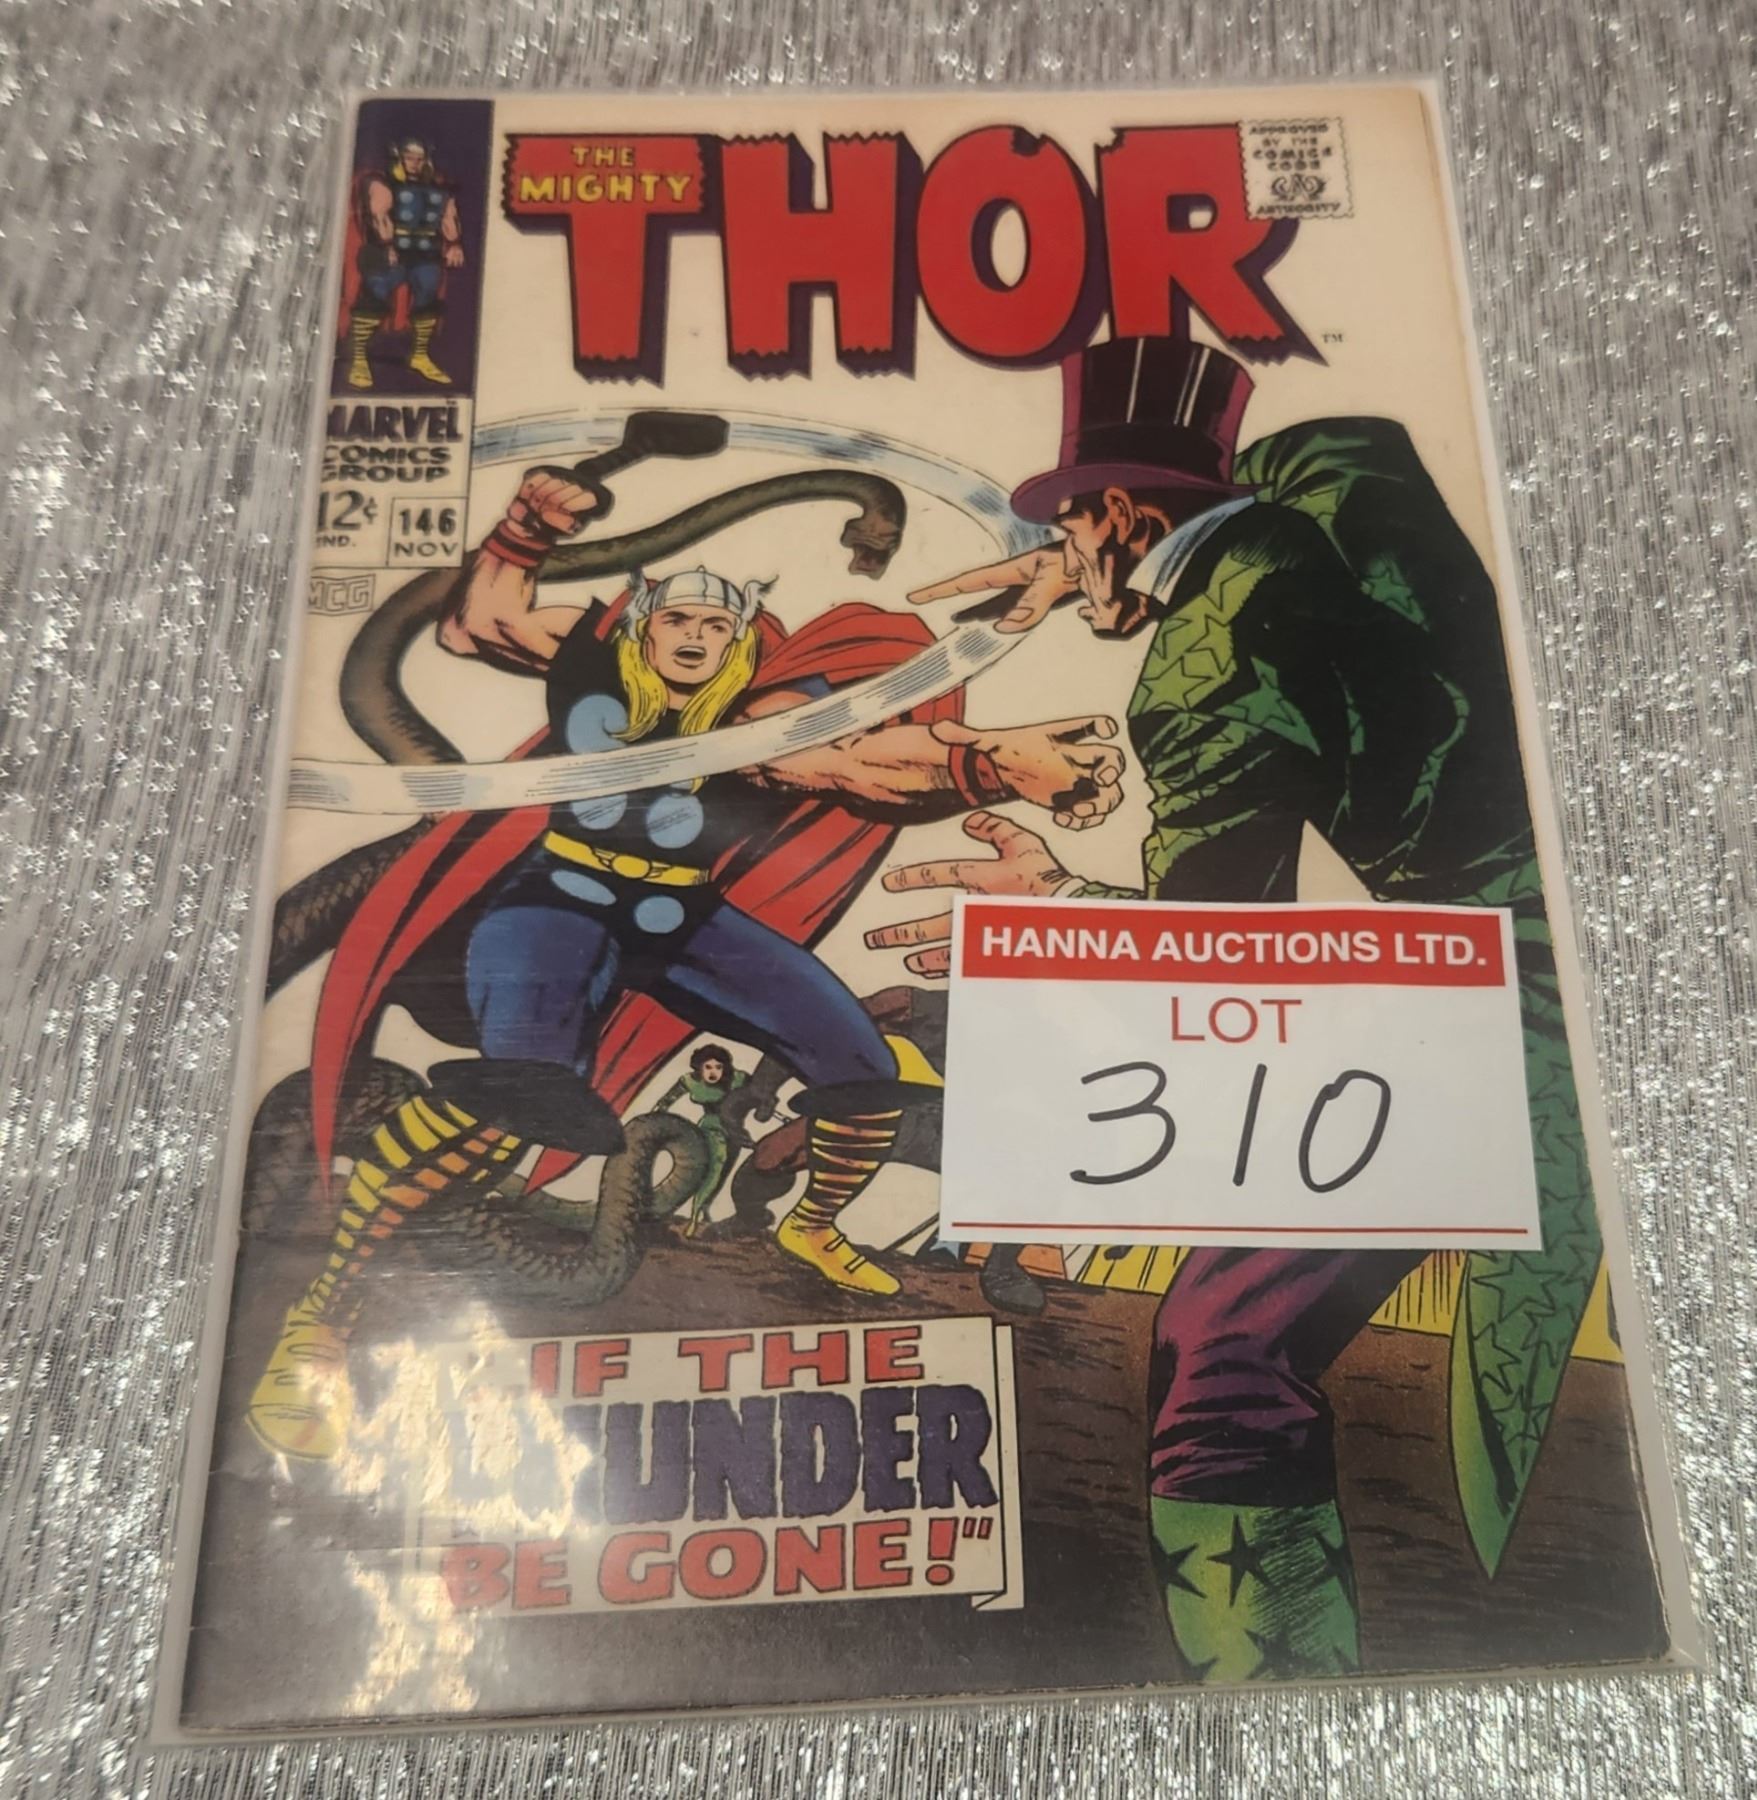 THE
MIGHTY
THOR
TM
APPROVED
BY THE
COMICS
CODE
AUTHORITY
MARVEL
COMICS
GROUP
12¢
IND.
146
NOV
MCG
HANNA AUCTIONS LTD.
LOT
310
"IF THE
THUNDER
BE GONE!"